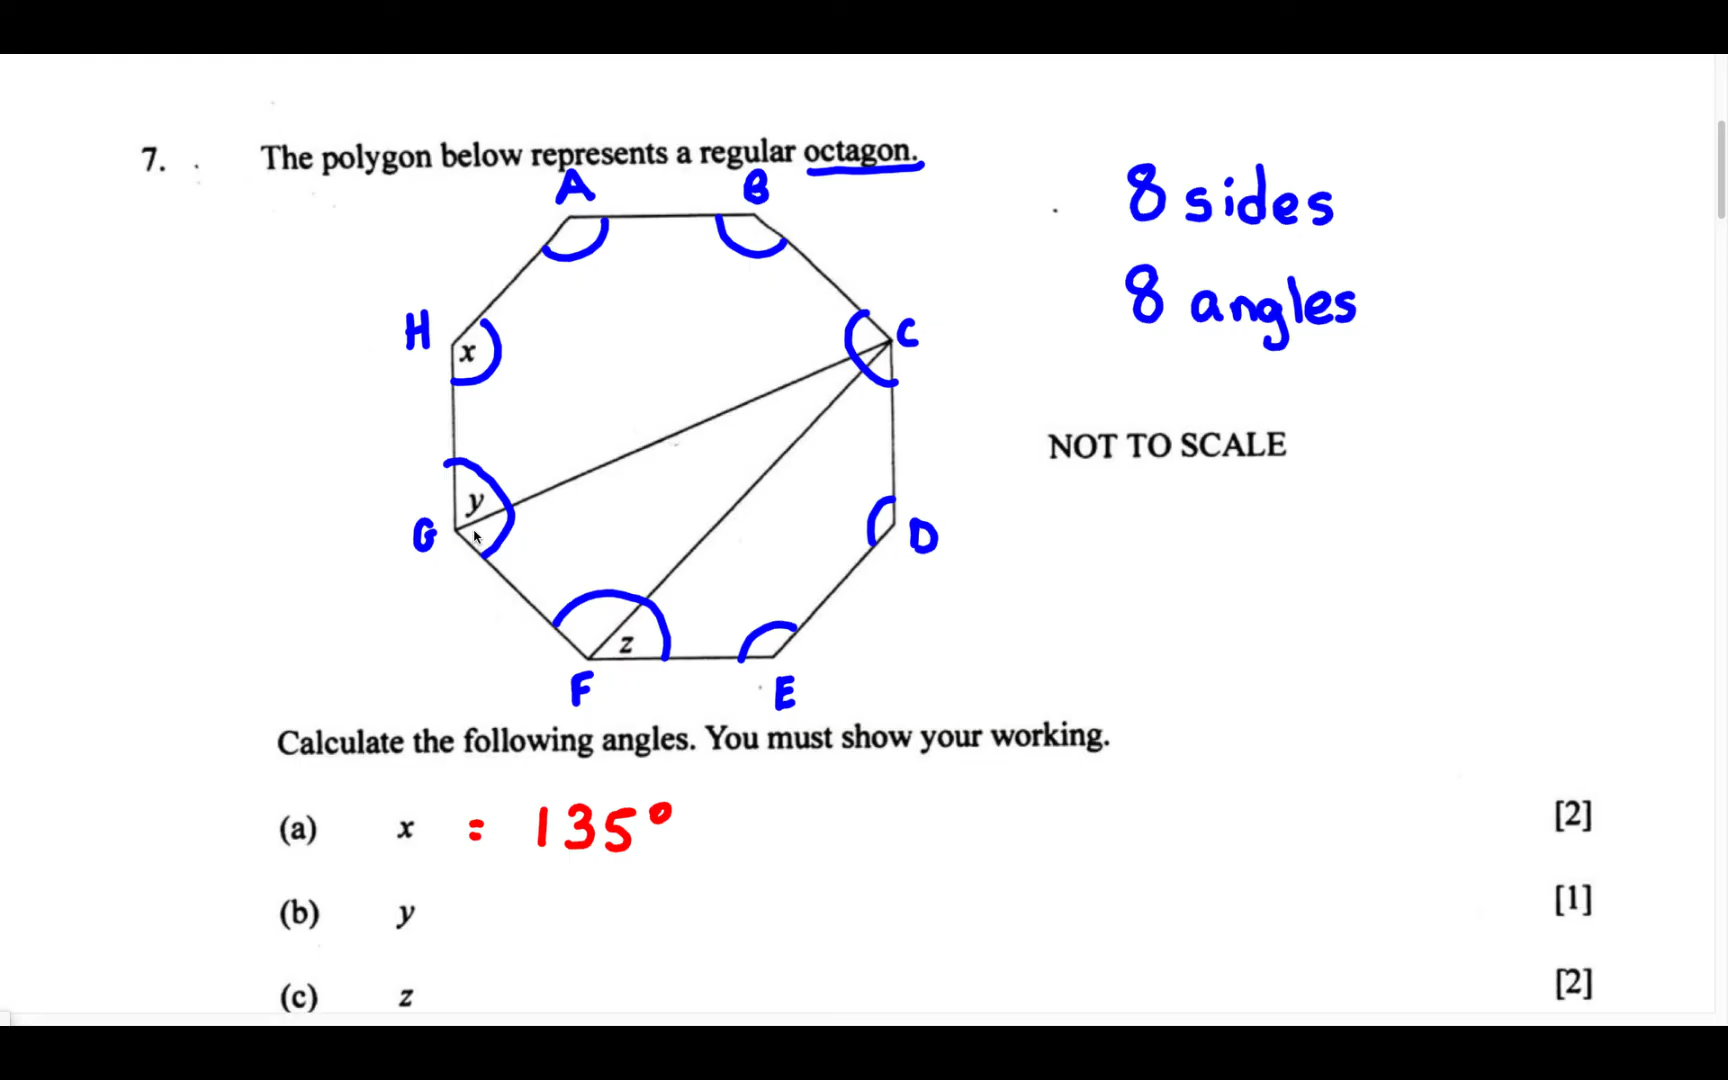 7. The polygon below represents a regular octagon.
A B
8 sides
8 angles
H x C
NOT TO SCALE
y
G D
z
F E
Calculate the following angles. You must show your working.
(a) x = 135° [2]
(b) y [1]
(c) z [2]